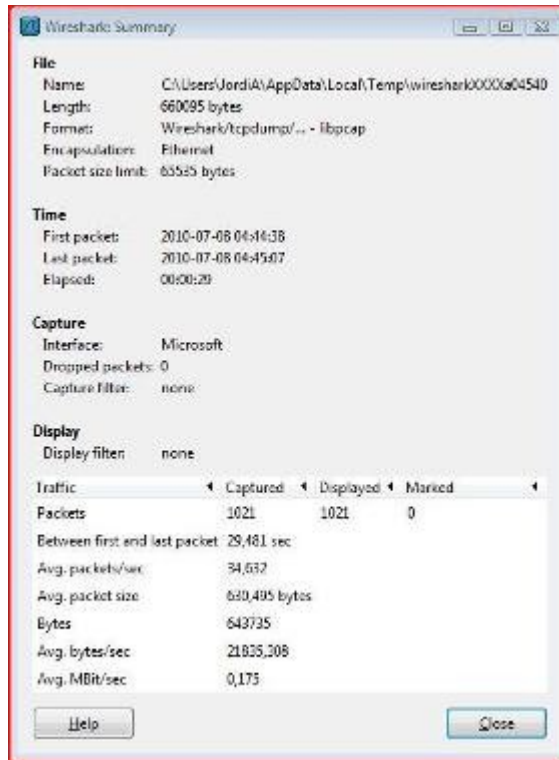 Wireshark: Summary
File
Name: C:\Users\JordiA\AppData\Local\Temp\wiresharkXXXXa04540
Length: 660095 bytes
Format: Wireshark/tcpdump/... - libpcap
Encapsulation: Ethernet
Packet size limit: 65535 bytes
Time
First packet: 2010-07-08 04:44:38
Last packet: 2010-07-08 04:45:07
Elapsed: 00:00:29
Capture
Interface: Microsoft
Dropped packets: 0
Capture filter: none
Display
Display filter: none
Traffic Captured Displayed Marked
Packets 1021 1021 0
Between first and last packet 29,481 sec
Avg. packets/sec 34,632
Avg. packet size 630,495 bytes
Bytes 643735
Avg. bytes/sec 21835,308
Avg. MBit/sec 0,175
Help Close